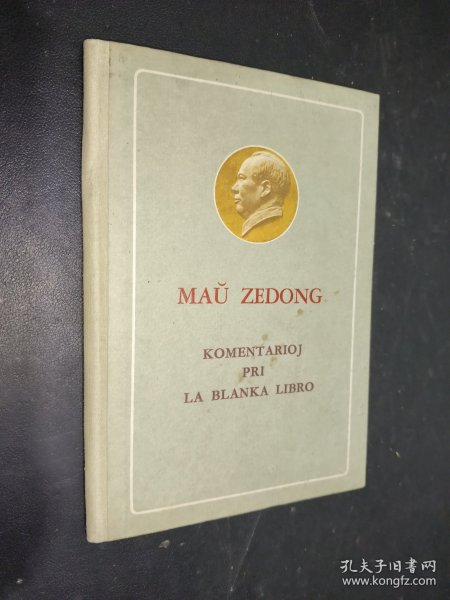 MAŬ ZEDONG
KOMENTARIOJ
PRI
LA BLANKA LIBRO
孔夫子旧书网
www.kongfz.com